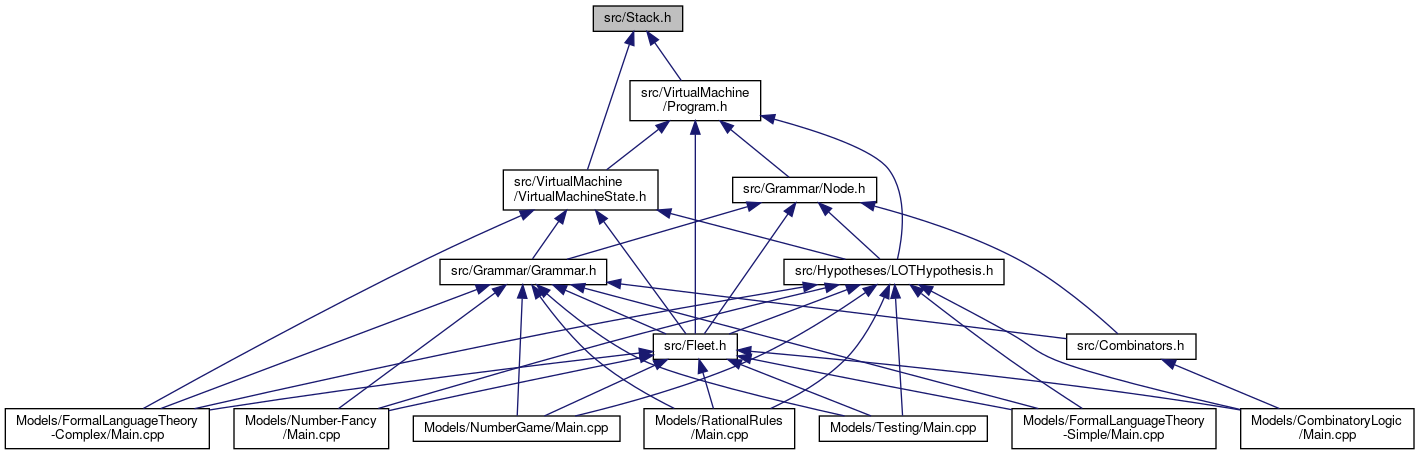 src/Stack.h
src/VirtualMachine
/Program.h
src/VirtualMachine
/VirtualMachineState.h
src/Grammar/Node.h
src/Grammar/Grammar.h
src/Hypotheses/LOTHypothesis.h
src/Fleet.h
src/Combinators.h
Models/FormalLanguageTheory
-Complex/Main.cpp
Models/Number-Fancy
/Main.cpp
Models/NumberGame/Main.cpp
Models/RationalRules
/Main.cpp
Models/Testing/Main.cpp
Models/FormalLanguageTheory
-Simple/Main.cpp
Models/CombinatoryLogic
/Main.cpp